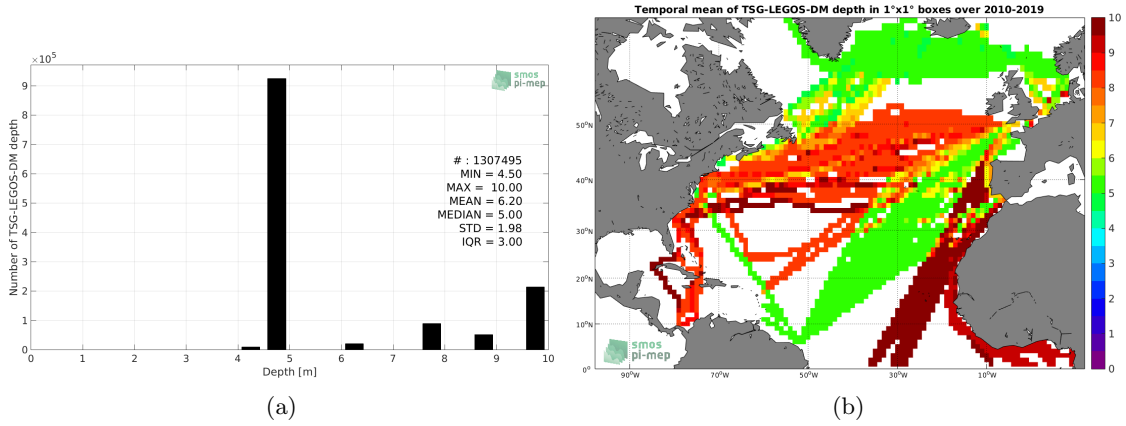 Temporal mean of TSG-LEGOS-DM depth in 1°x1° boxes over 2010-2019
×10⁵
9
8
7
6
5
4
3
2
1
0
Number of TSG-LEGOS-DM depth
smos
pi-mep
# : 1307495
MIN = 4.50
MAX = 10.00
MEAN = 6.20
MEDIAN = 5.00
STD = 1.98
IQR = 3.00
0 1 2 3 4 5 6 7 8 9 10
Depth [m]
50°N
40°N
30°N
20°N
10°N
0°
90°W 70°W 50°W 30°W 10°W
smos
pi-mep
10
9
8
7
6
5
4
3
2
1
0
(a)
(b)